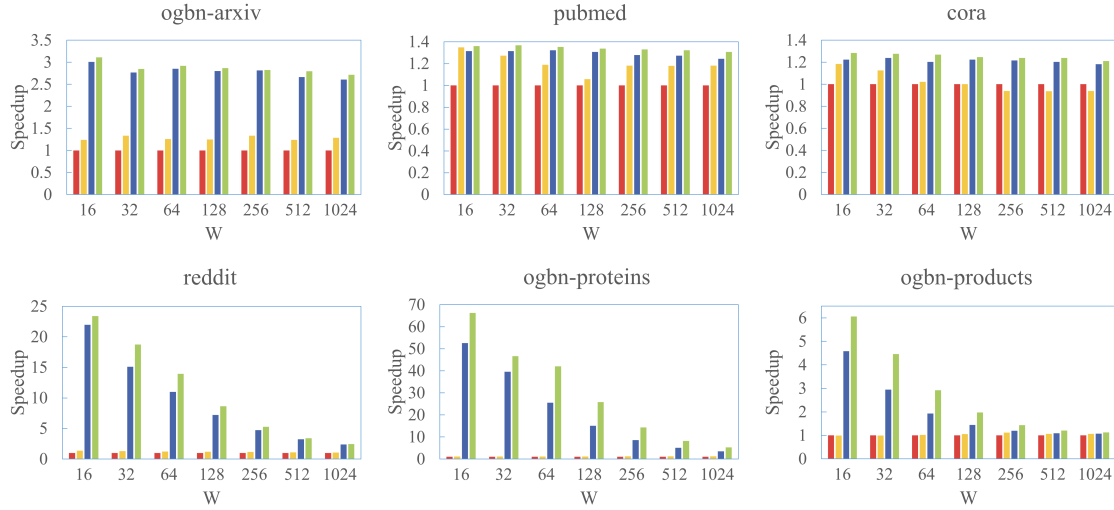 ogbn-arxiv
3.5
3
2.5
2
1.5
1
0.5
0
Speedup
16 32 64 128 256 512 1024
W
pubmed
1.4
1.2
1
0.8
0.6
0.4
0.2
0
Speedup
16 32 64 128 256 512 1024
W
cora
1.4
1.2
1
0.8
0.6
0.4
0.2
0
Speedup
16 32 64 128 256 512 1024
W
reddit
25
20
15
10
5
0
Speedup
16 32 64 128 256 512 1024
W
ogbn-proteins
70
60
50
40
30
20
10
0
Speedup
16 32 64 128 256 512 1024
W
ogbn-products
6
5
4
3
2
1
0
Speedup
16 32 64 128 256 512 1024
W